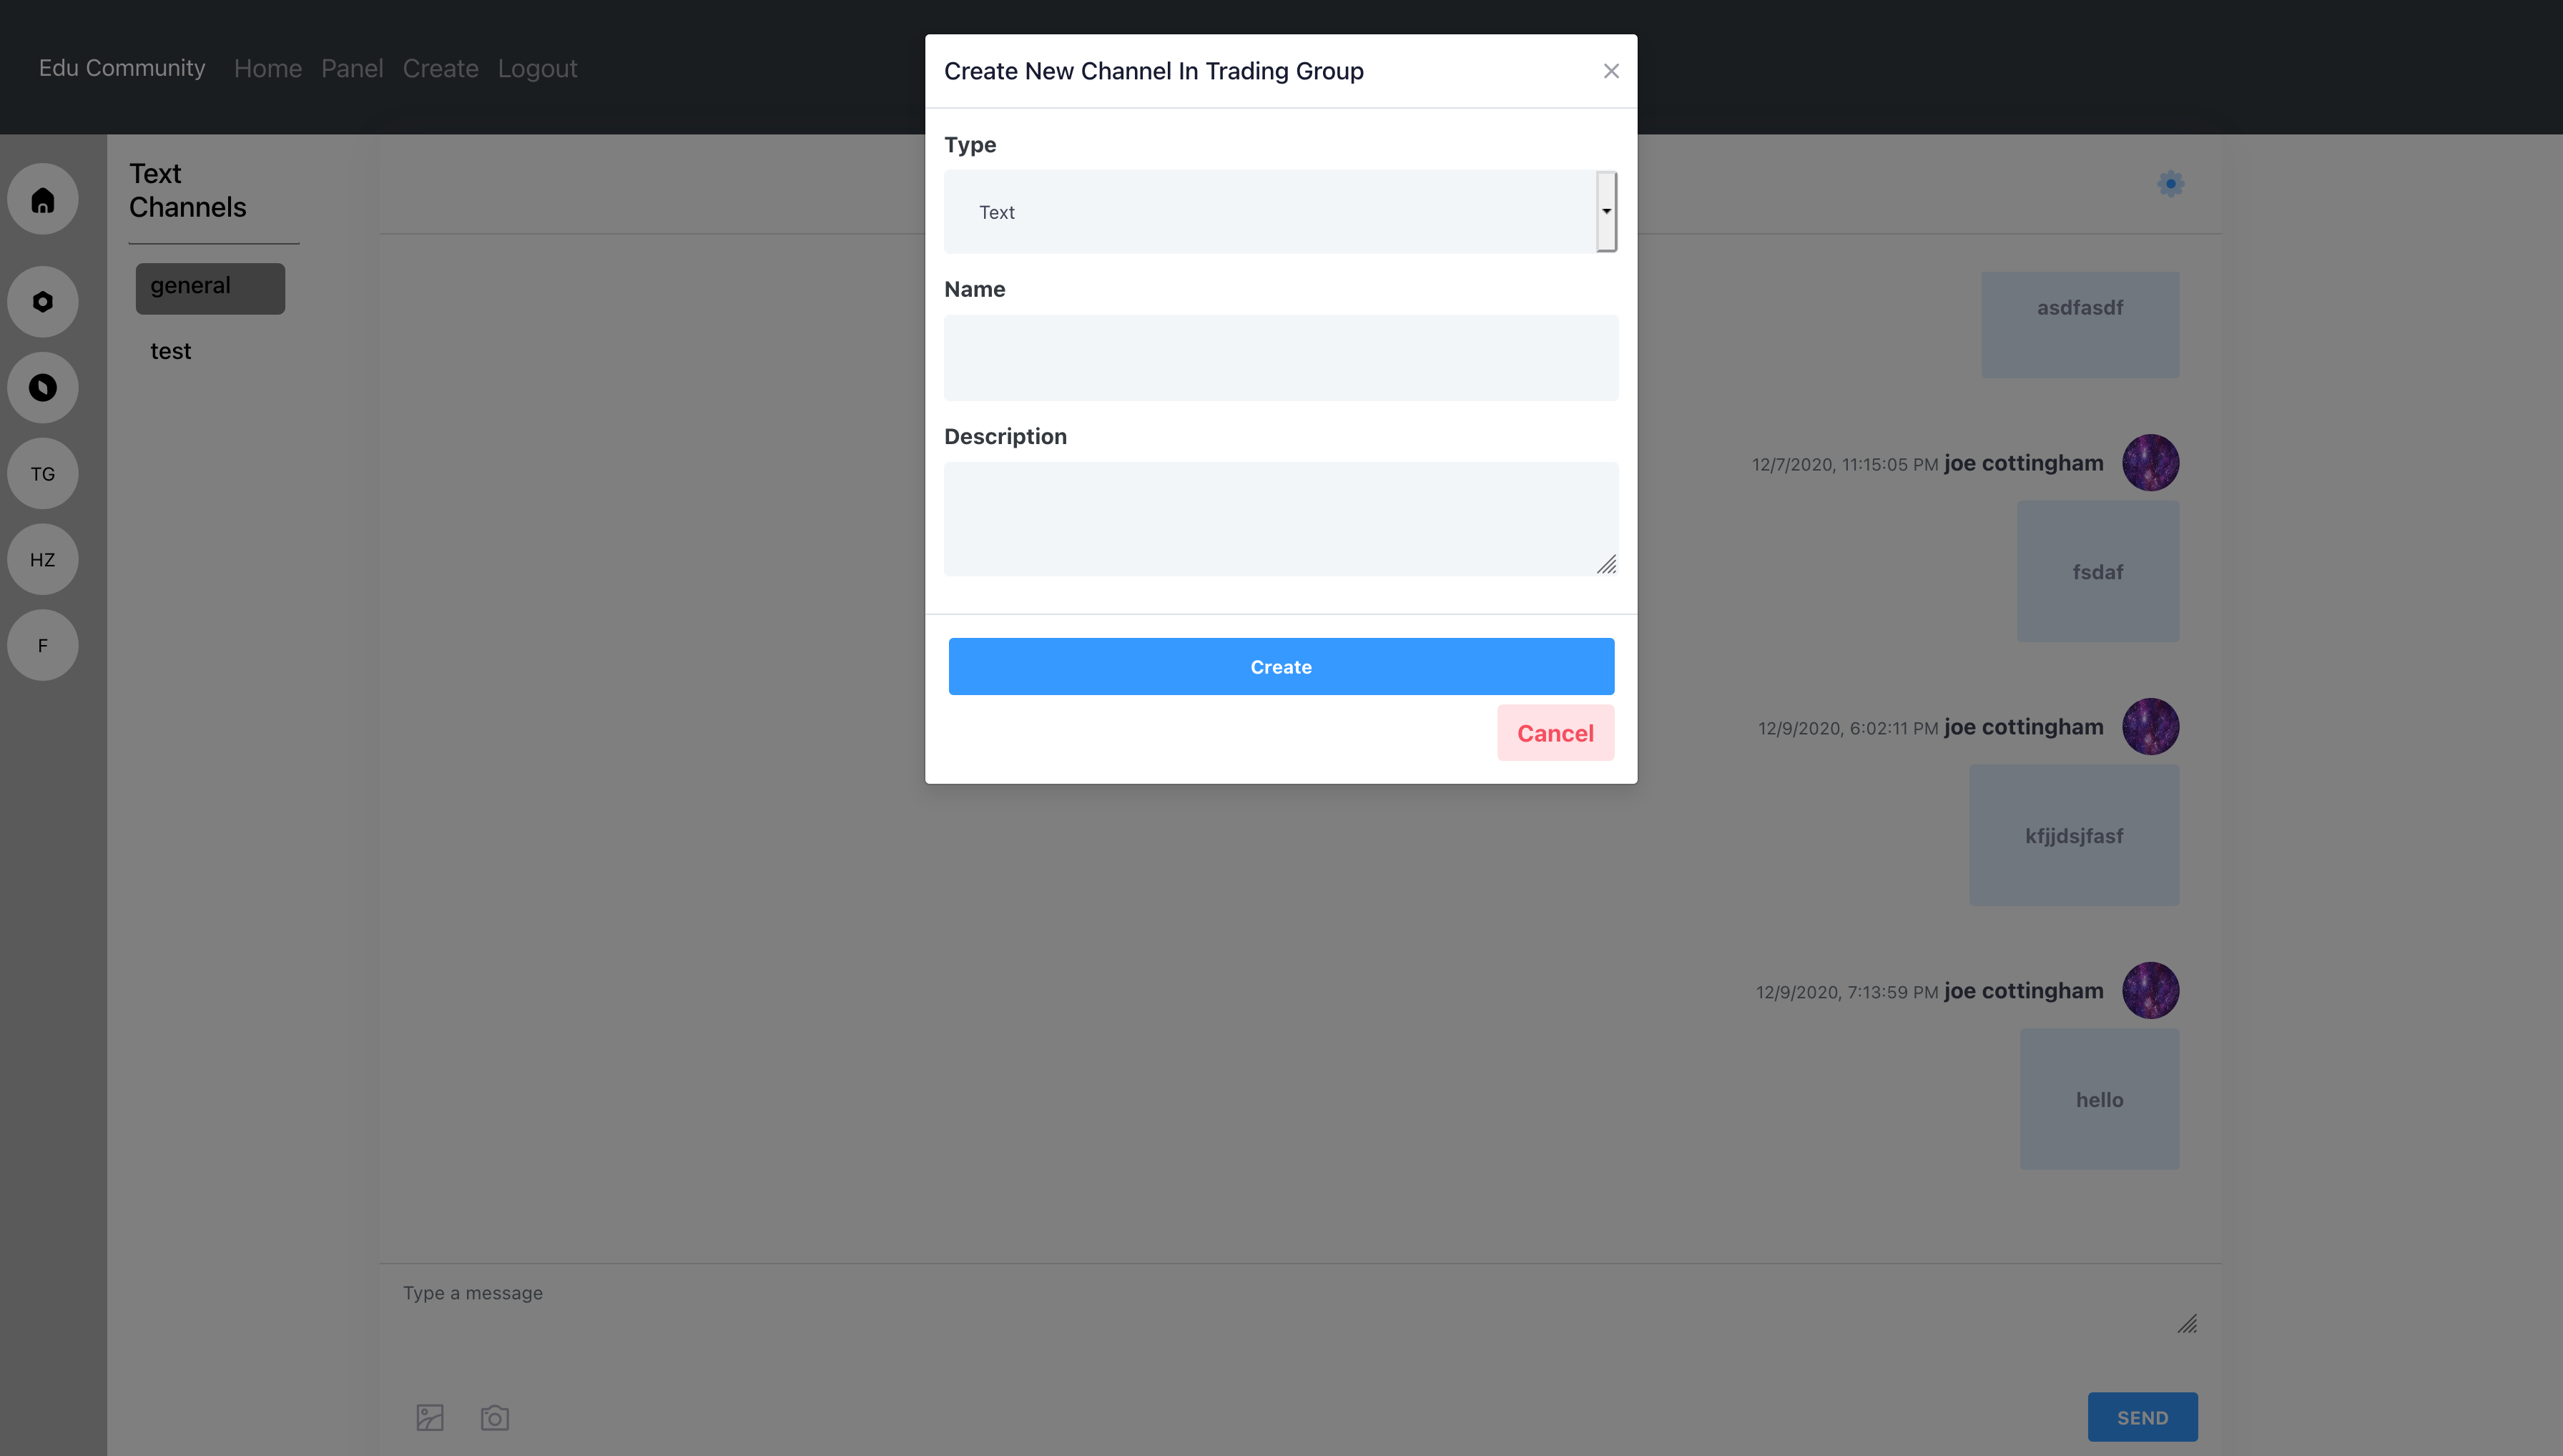 Edu Community Home Panel Create Logout
Text
Channels
general
test
TG
HZ
F
Create New Channel In Trading Group
Type
Text
Name
Description
Create
Cancel
asdfasdf
12/7/2020, 11:15:05 PM joe cottingham
fsdaf
12/9/2020, 6:02:11 PM joe cottingham
kfjjdsjfasf
12/9/2020, 7:13:59 PM joe cottingham
hello
Type a message
SEND